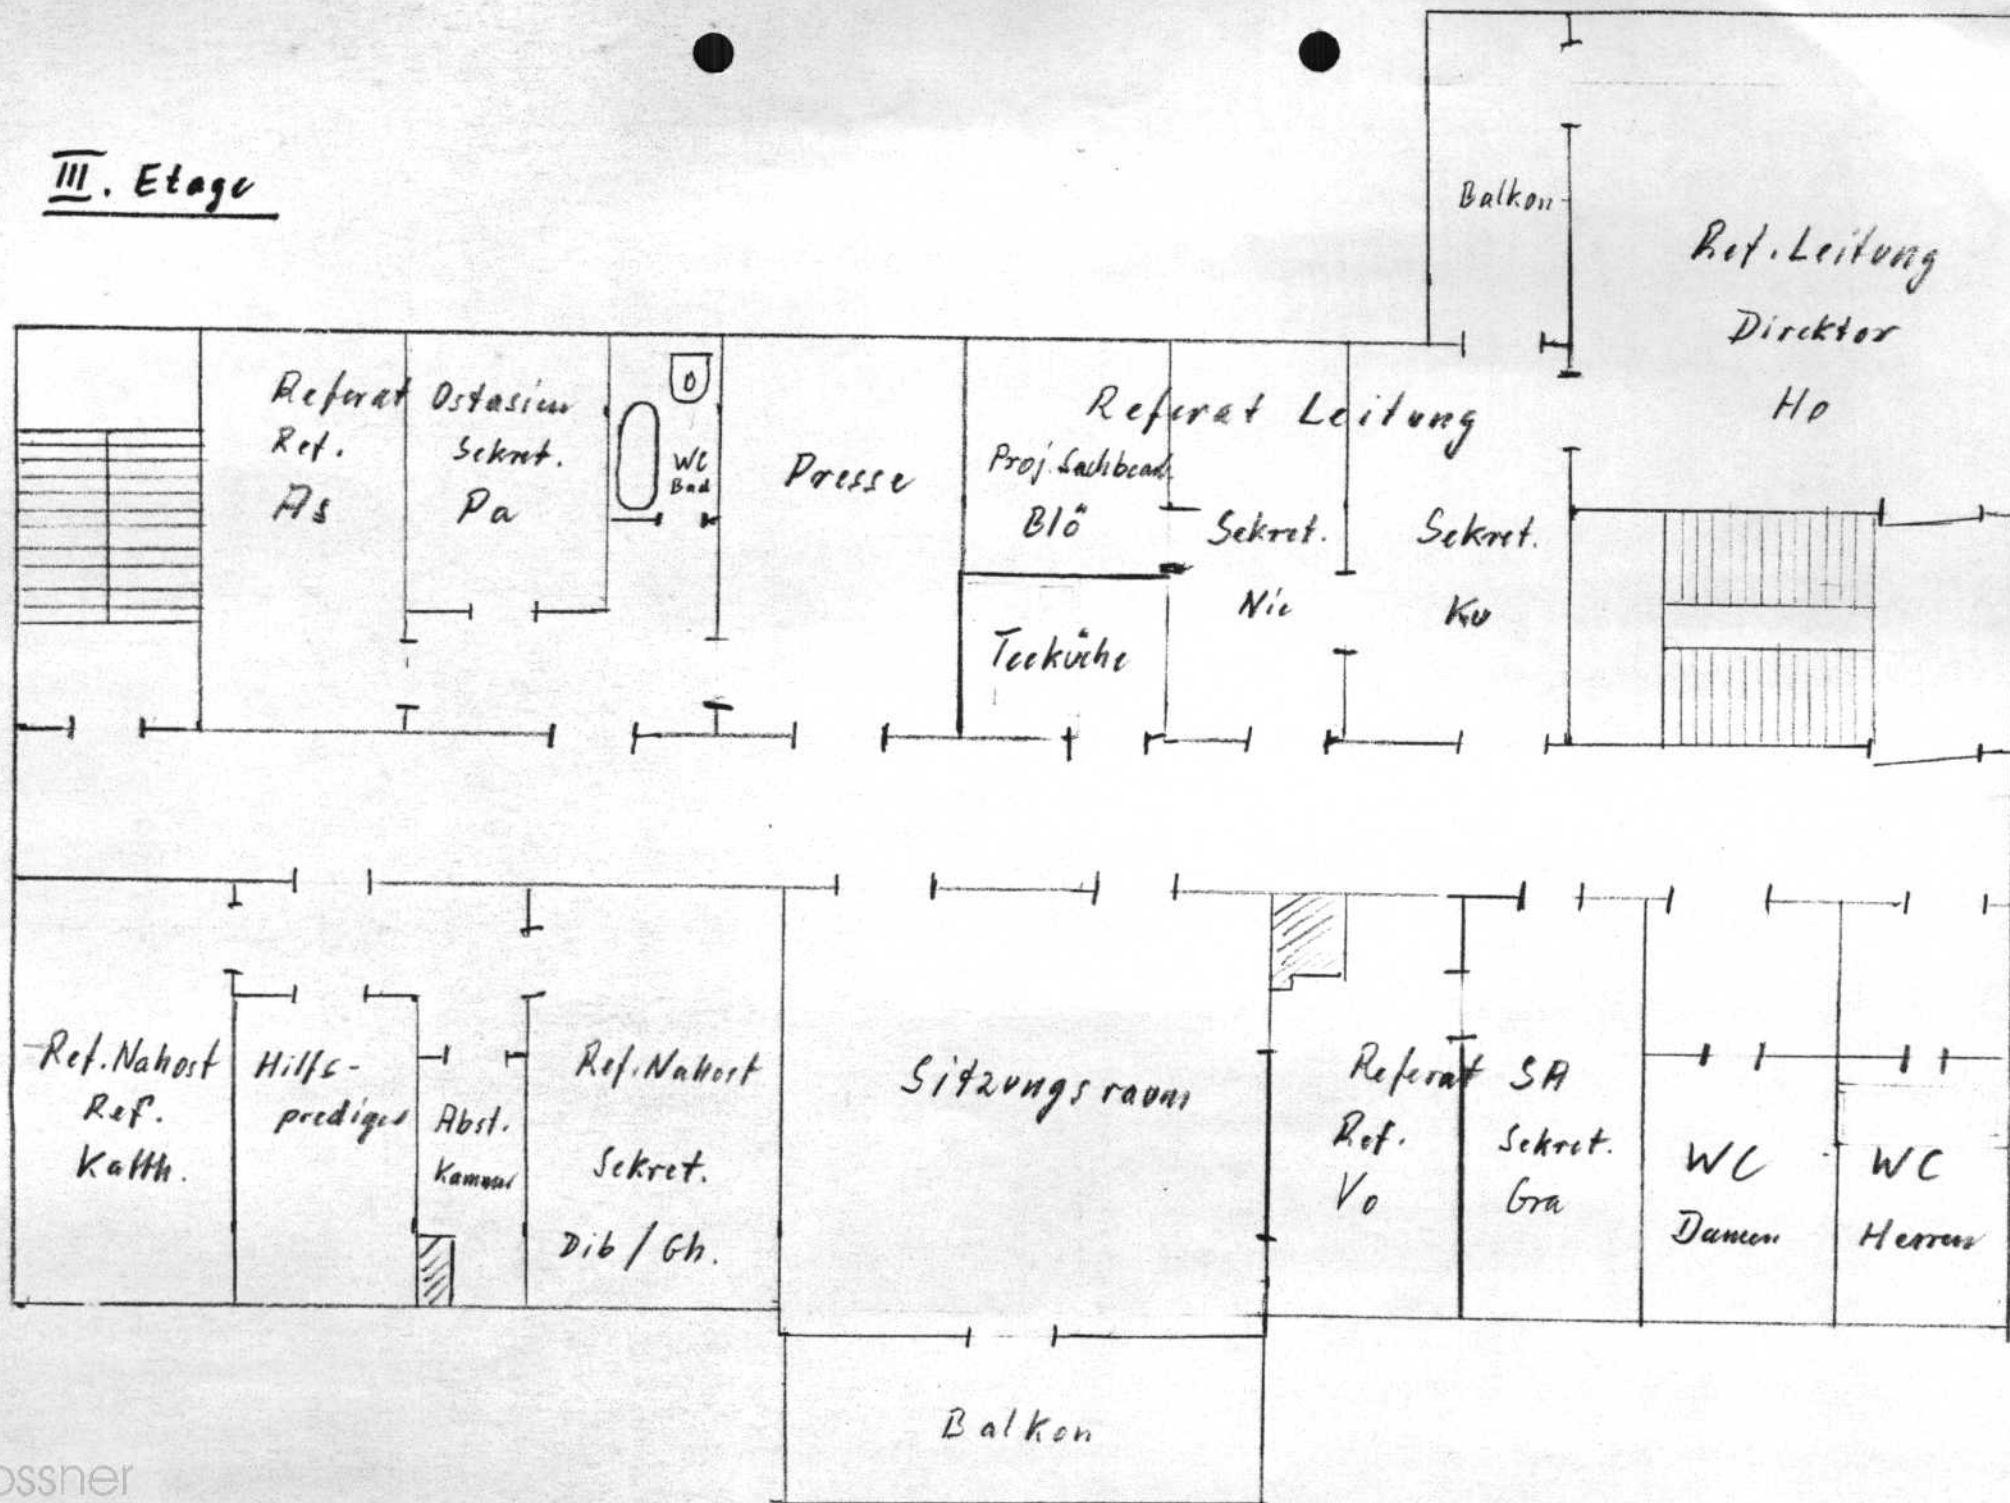 III. Etage
Balkon
Ref. Leitung
Direktor
Ho
Referat Ostasien
Ref.
As
Sekret.
Pa
WC
Bad
Presse
Referat Leitung
Proj. Sachbearb.
Blö
Sekret.
Nie
Sekret.
Ku
Teeküche
Ref. Nahost
Ref.
Kalth.
Hilfs-
prediger
Abst.
Kammer
Ref. Nahost
Sekret.
Dib / Gh.
Sitzungsraum
Referat SA
Ref.
Vo
Sekret.
Gra
WC
Damen
WC
Herren
Balkon
ossner